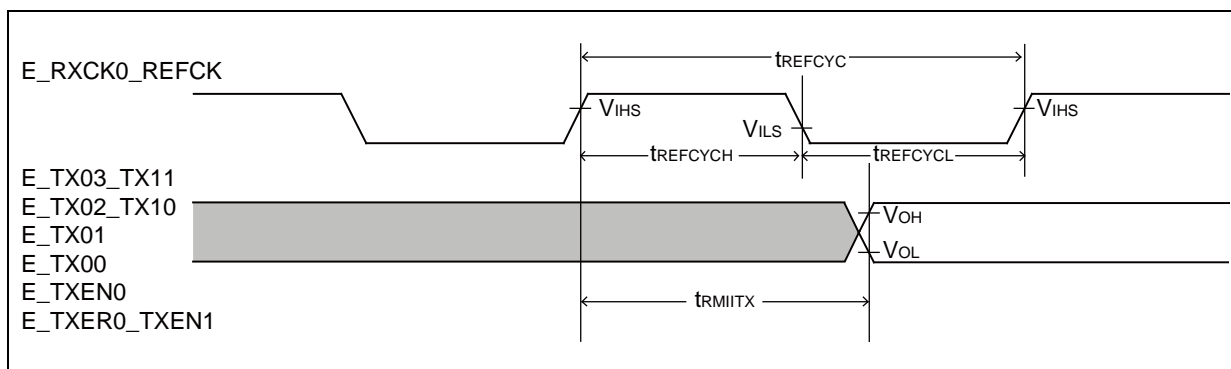 tREFCYC
E_RXCK0_REFCK
VIHS
VILS
VIHS
tREFCYCH
tREFCYCL
E_TX03_TX11
E_TX02_TX10
E_TX01
E_TX00
E_TXEN0
E_TXER0_TXEN1
VOH
VOL
tRMIITX